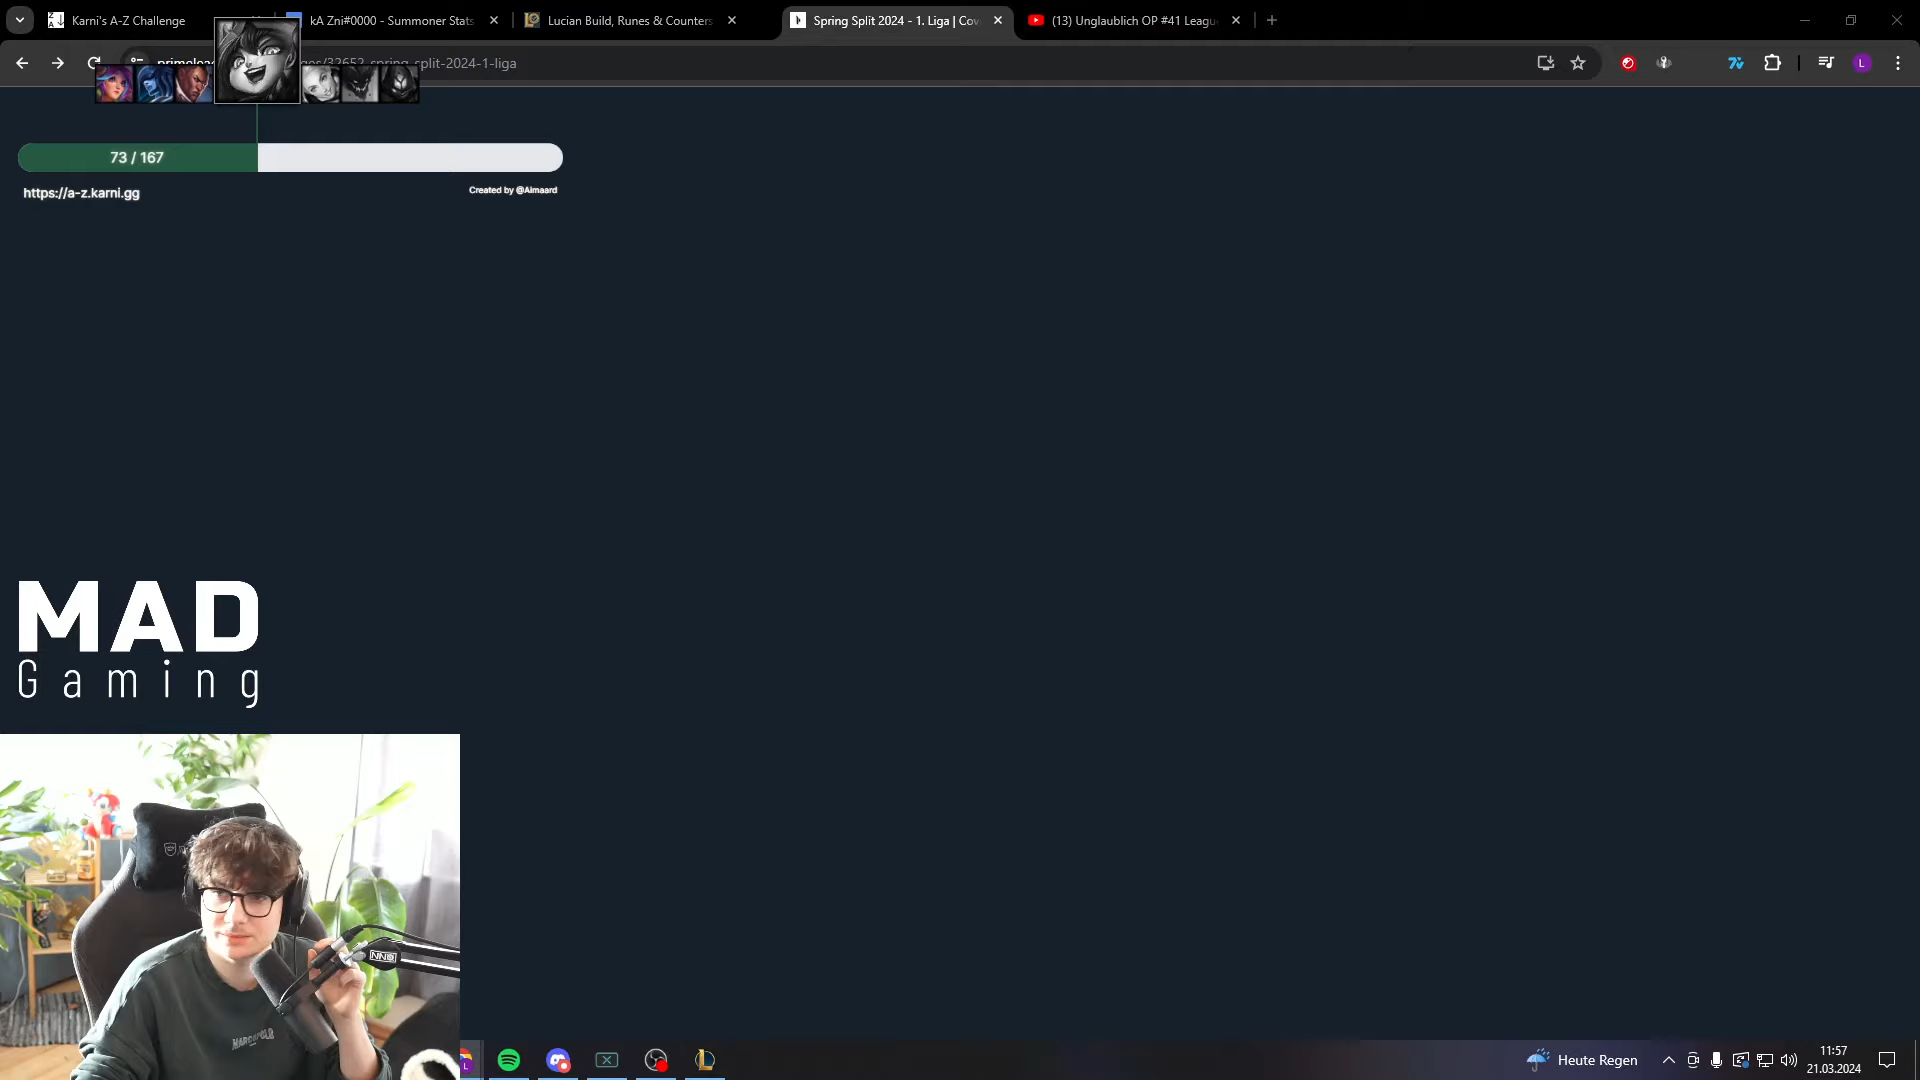 Karni's A-Z Challenge
kA Zni#0000 - Summoner Stats
Lucian Build, Runes & Counters
Spring Split 2024 - 1. Liga | Cov
(13) Unglaublich OP #41 Leagu
split-2024-1-liga
L
73 / 167
https://a-z.karni.gg
Created by @Aimaard
MAD
Gaming
Heute Regen
11:57
21.03.2024